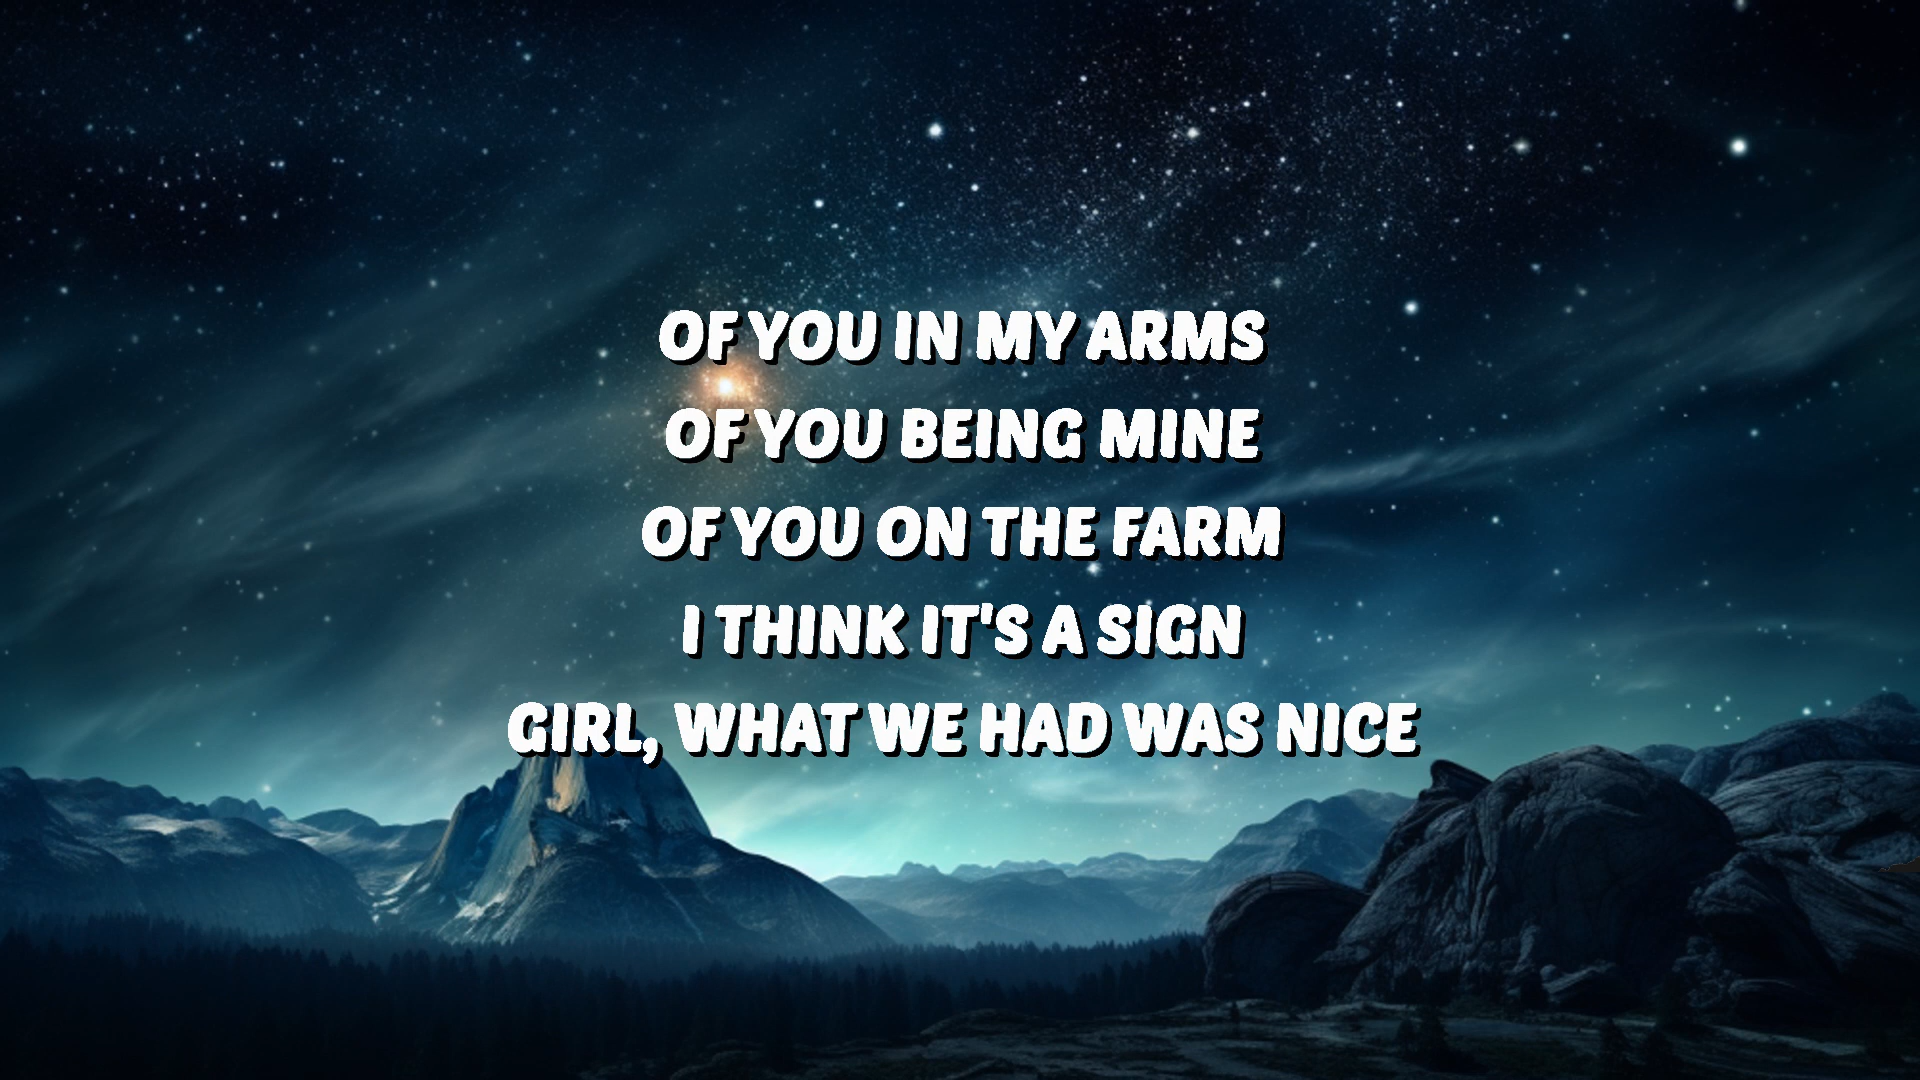 OF YOU IN MY ARMS
OF YOU BEING MINE
OF YOU ON THE FARM
I THINK IT'S A SIGN
GIRL, WHAT WE HAD WAS NICE